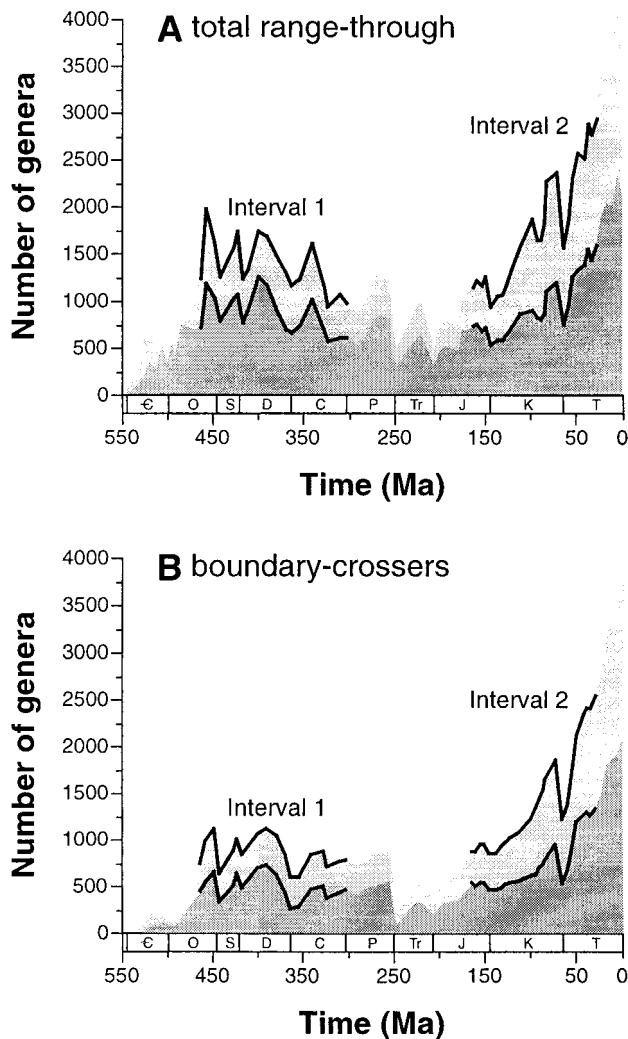 A total range-through
Number of genera
4000
3500
3000
2500
2000
1500
1000
500
0
Interval 1
Interval 2
Є O S D C P Tr J K T
550 450 350 250 150 50 0
Time (Ma)
B boundary-crossers
Number of genera
4000
3500
3000
2500
2000
1500
1000
500
0
Interval 1
Interval 2
Є O S D C P Tr J K T
550 450 350 250 150 50 0
Time (Ma)